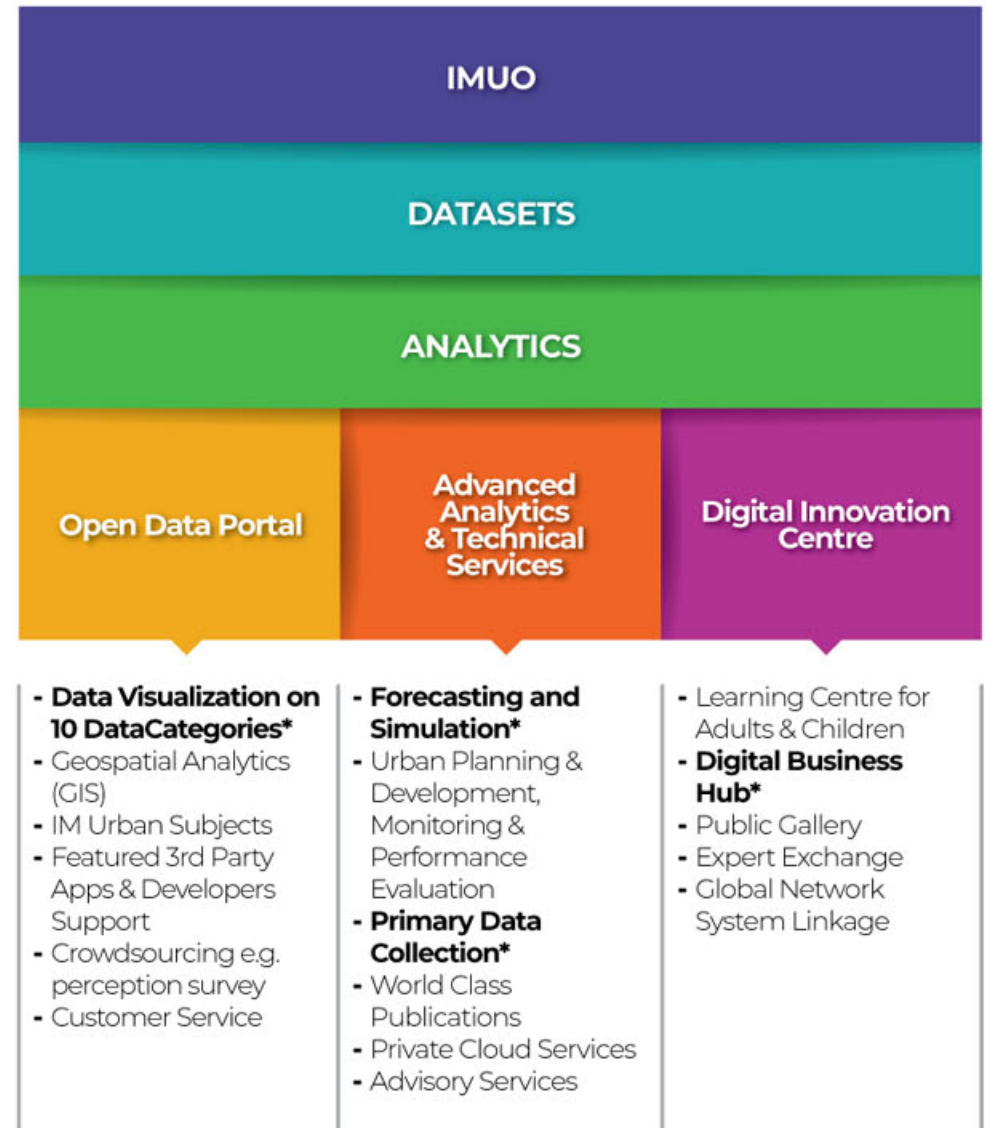 IMUO
DATASETS
ANALYTICS
Open Data Portal
Advanced
Analytics
& Technical
Services
Digital Innovation
Centre
- Data Visualization on
10 DataCategories*
- Geospatial Analytics
(GIS)
- IM Urban Subjects
- Featured 3rd Party
Apps & Developers
Support
- Crowdsourcing e.g.
perception survey
- Customer Service
- Forecasting and
Simulation*
- Urban Planning &
Development,
Monitoring &
Performance
Evaluation
- Primary Data
Collection*
- World Class
Publications
- Private Cloud Services
- Advisory Services
- Learning Centre for
Adults & Children
- Digital Business
Hub*
- Public Gallery
- Expert Exchange
- Global Network
System Linkage